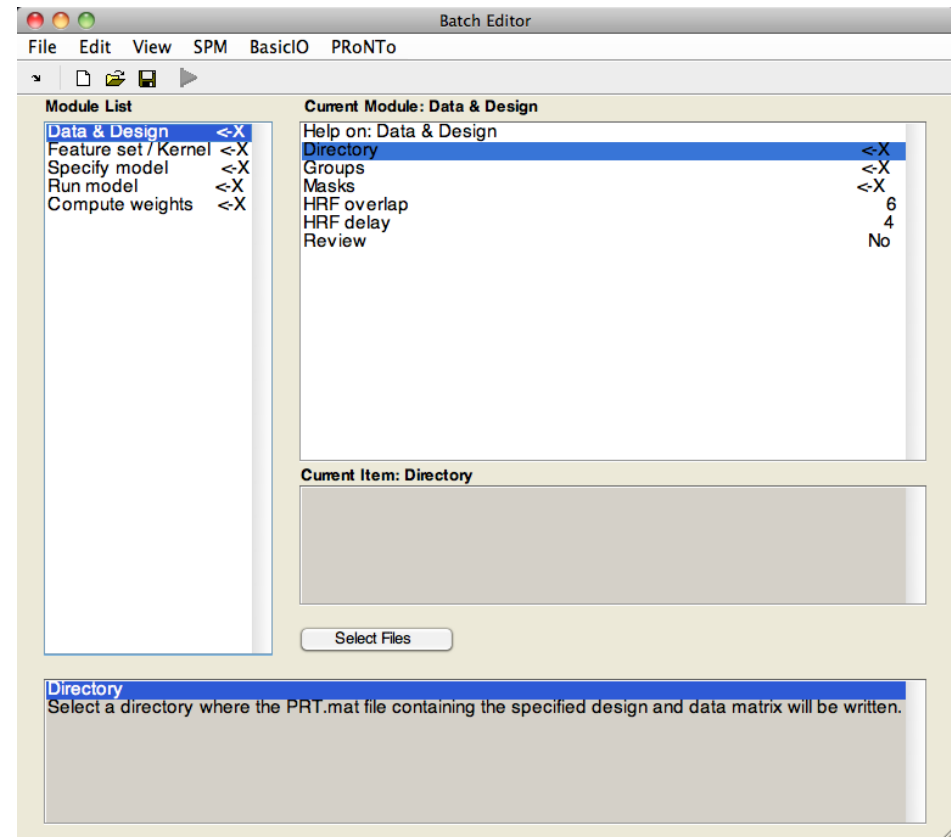 Batch Editor
File Edit View SPM BasicIO PRoNTo
Module List
Data & Design <-X
Feature set / Kernel <-X
Specify model <-X
Run model <-X
Compute weights <-X
Current Module: Data & Design
Help on: Data & Design
Directory <-X
Groups <-X
Masks <-X
HRF overlap 6
HRF delay 4
Review No
Current Item: Directory
Select Files
Directory
Select a directory where the PRT.mat file containing the specified design and data matrix will be written.